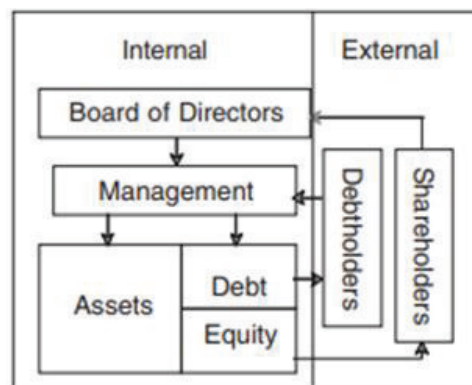 Internal
External
Board of Directors
Management
Debtholders
Shareholders
Assets
Debt
Equity